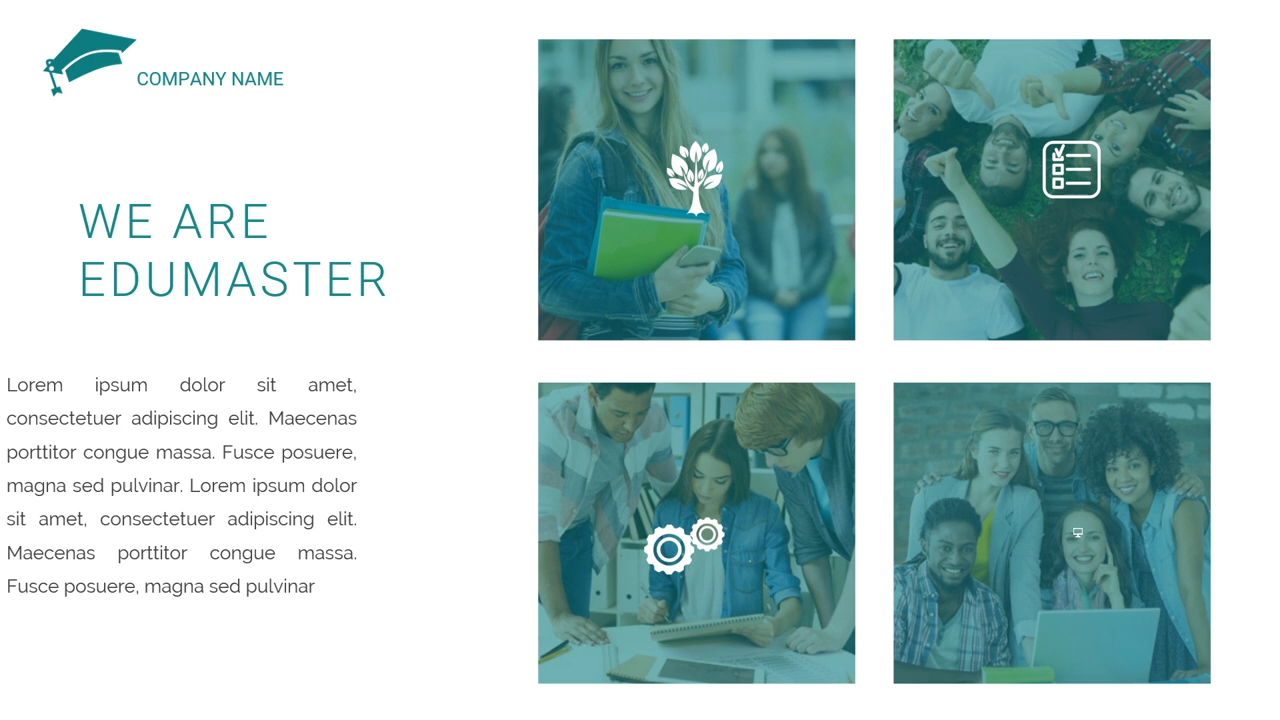 COMPANY NAME
WE ARE
EDUMASTER
Lorem ipsum dolor sit amet,
consectetuer adipiscing elit. Maecenas
porttitor congue massa. Fusce posuere,
magna sed pulvinar. Lorem ipsum dolor
sit amet, consectetuer adipiscing elit.
Maecenas porttitor congue massa.
Fusce posuere, magna sed pulvinar